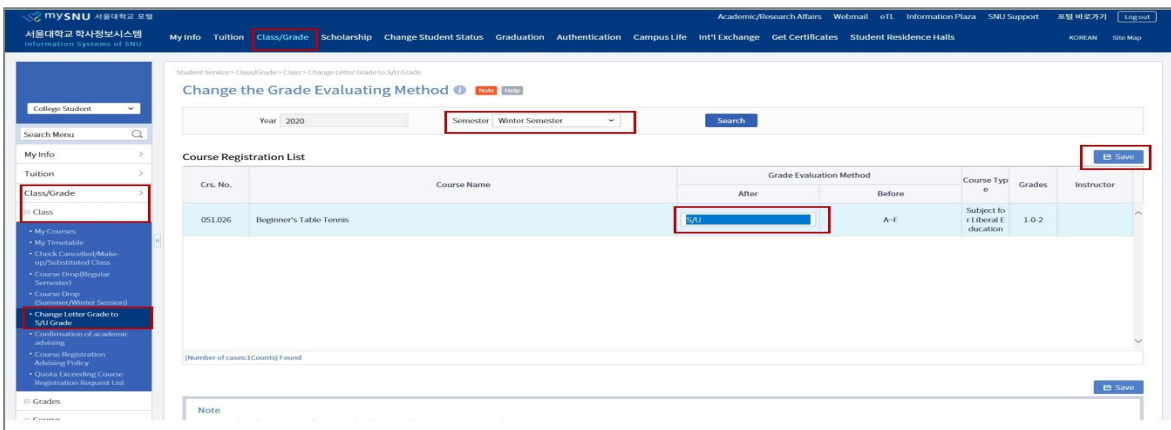 mySNU 서울대학교 포털
Academic/Research Affairs Webmail eTL Information Plaza SNU Support 포털 바로가기 Logout
서울대학교 학사정보시스템
Information Systems of SNU
My Info Tuition Class/Grade Scholarship Change Student Status Graduation Authentication Campus Life Int'l Exchange Get Certificates Student Residence Halls
KOREAN Site Map
Student Service > Class/Grade > Class > Change Letter Grade to S/U Grade
Change the Grade Evaluating Method Note Help
College Student
Year 2020 Semester Winter Semester Search
Search Menu
My Info
Tuition
Class/Grade
Class
• My Courses
• My Timetable
• Check Cancelled/Make-
up/Substituted Class
• Course Drop(Regular
Semester)
• Course Drop
(Summer/Winter Session)
• Change Letter Grade to
S/U Grade
• Confirmation of academic
advising
• Course Registration
Advising Policy
• Quota Exceeding Course
Registration Request List
Grades
Course
Course Registration List
Save
Crs. No. Course Name Grade Evaluation Method Course Typ
e Grades Instructor
After Before
051.026 Beginner's Table Tennis S/U A~F Subject fo
r Liberal E
ducation 1-0-2
[Number of cases:1Counts] Found
Save
Note